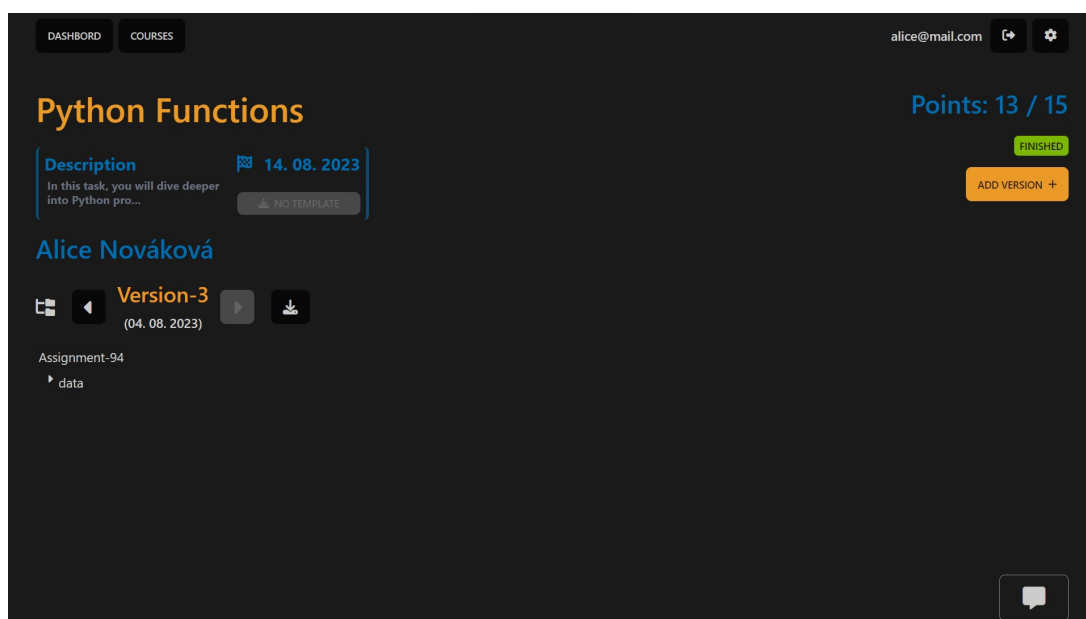 DASHBORD COURSES alice@mail.com
Python Functions
Points: 13 / 15
FINISHED
ADD VERSION +
Description 14. 08. 2023
In this task, you will dive deeper
into Python pro...
NO TEMPLATE
Alice Nováková
Version-3
(04. 08. 2023)
Assignment-94
data